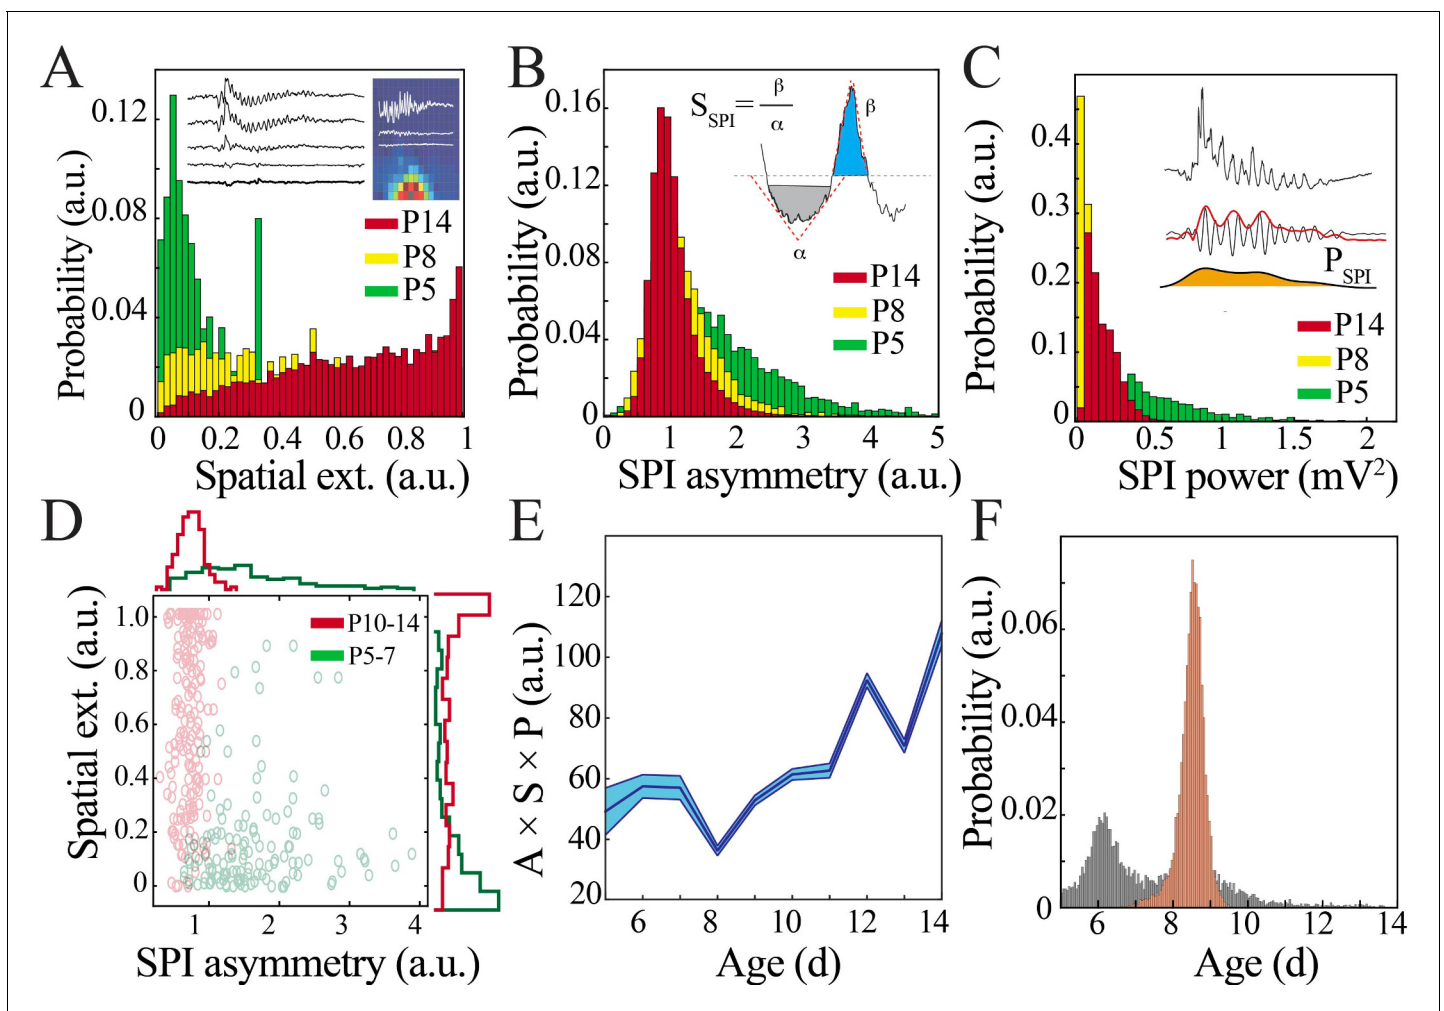 A
Probability (a.u.)
0.12
0.08
0.04
0
P14
P8
P5
0
0.2
0.4
0.6
0.8
1
Spatial ext. (a.u.)
B
Probability (a.u.)
0.16
0.12
0.08
0.04
0
S_SPI = β/α
β
α
P14
P8
P5
0
1
2
3
4
5
SPI asymmetry (a.u.)
C
Probability (a.u.)
0.4
0.3
0.2
0.1
0
P_SPI
P14
P8
P5
0
0.5
1
1.5
2
SPI power (mV²)
D
Spatial ext. (a.u.)
1.0
0.8
0.6
0.4
0.2
0
P10-14
P5-7
1
2
3
4
SPI asymmetry (a.u.)
E
A × S × P (a.u.)
120
100
80
60
40
20
6
8
10
12
14
Age (d)
F
Probability (a.u.)
0.06
0.04
0.02
0
6
8
10
12
14
Age (d)